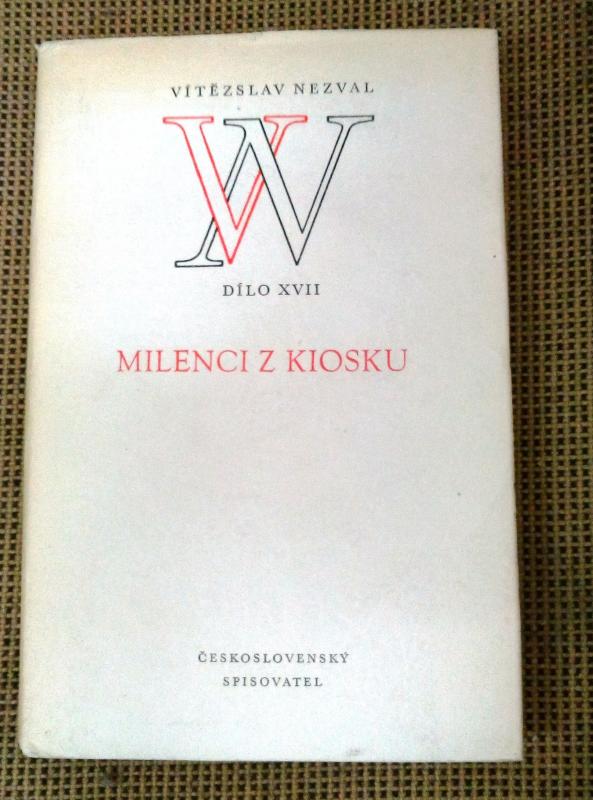 VÍTĚZSLAV NEZVAL
VN
DÍLO XVII
MILENCI Z KIOSKU
ČESKOSLOVENSKÝ
SPISOVATEL